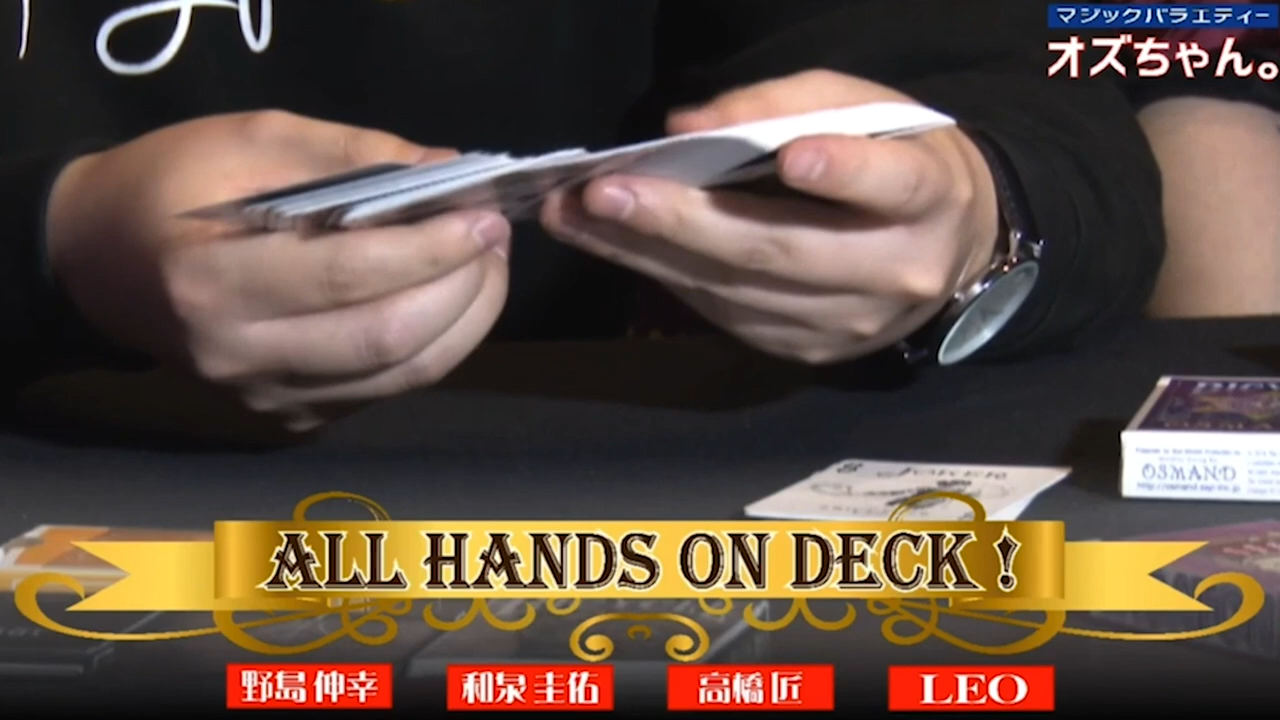 マジックバラエティー
オズちゃん。
JOKER
OSMAND
ALL HANDS ON DECK !
野島 伸幸
和泉 圭佑
高橋 匠
LEO